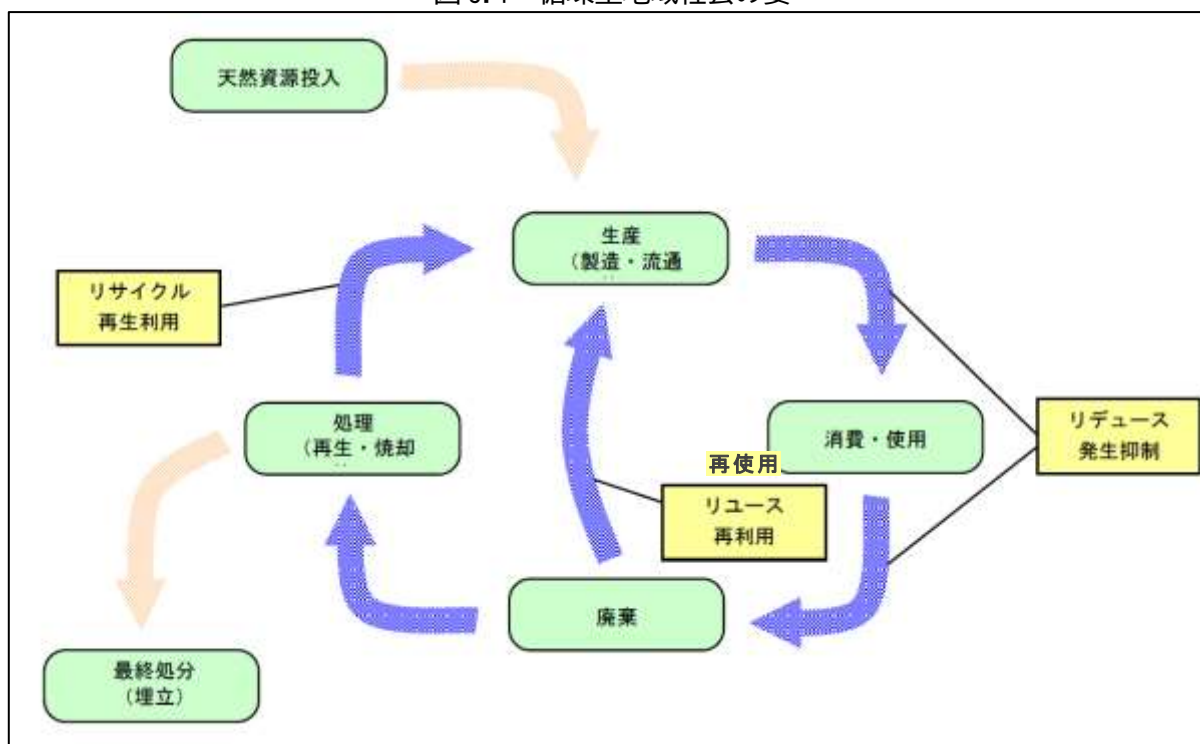 天然資源投入
生産
(製造・流通
リサイクル
再生利用
処理
(再生・焼却
消費・使用
リデュース
発生抑制
再使用
リユース
再利用
廃棄
最終処分
(埋立)